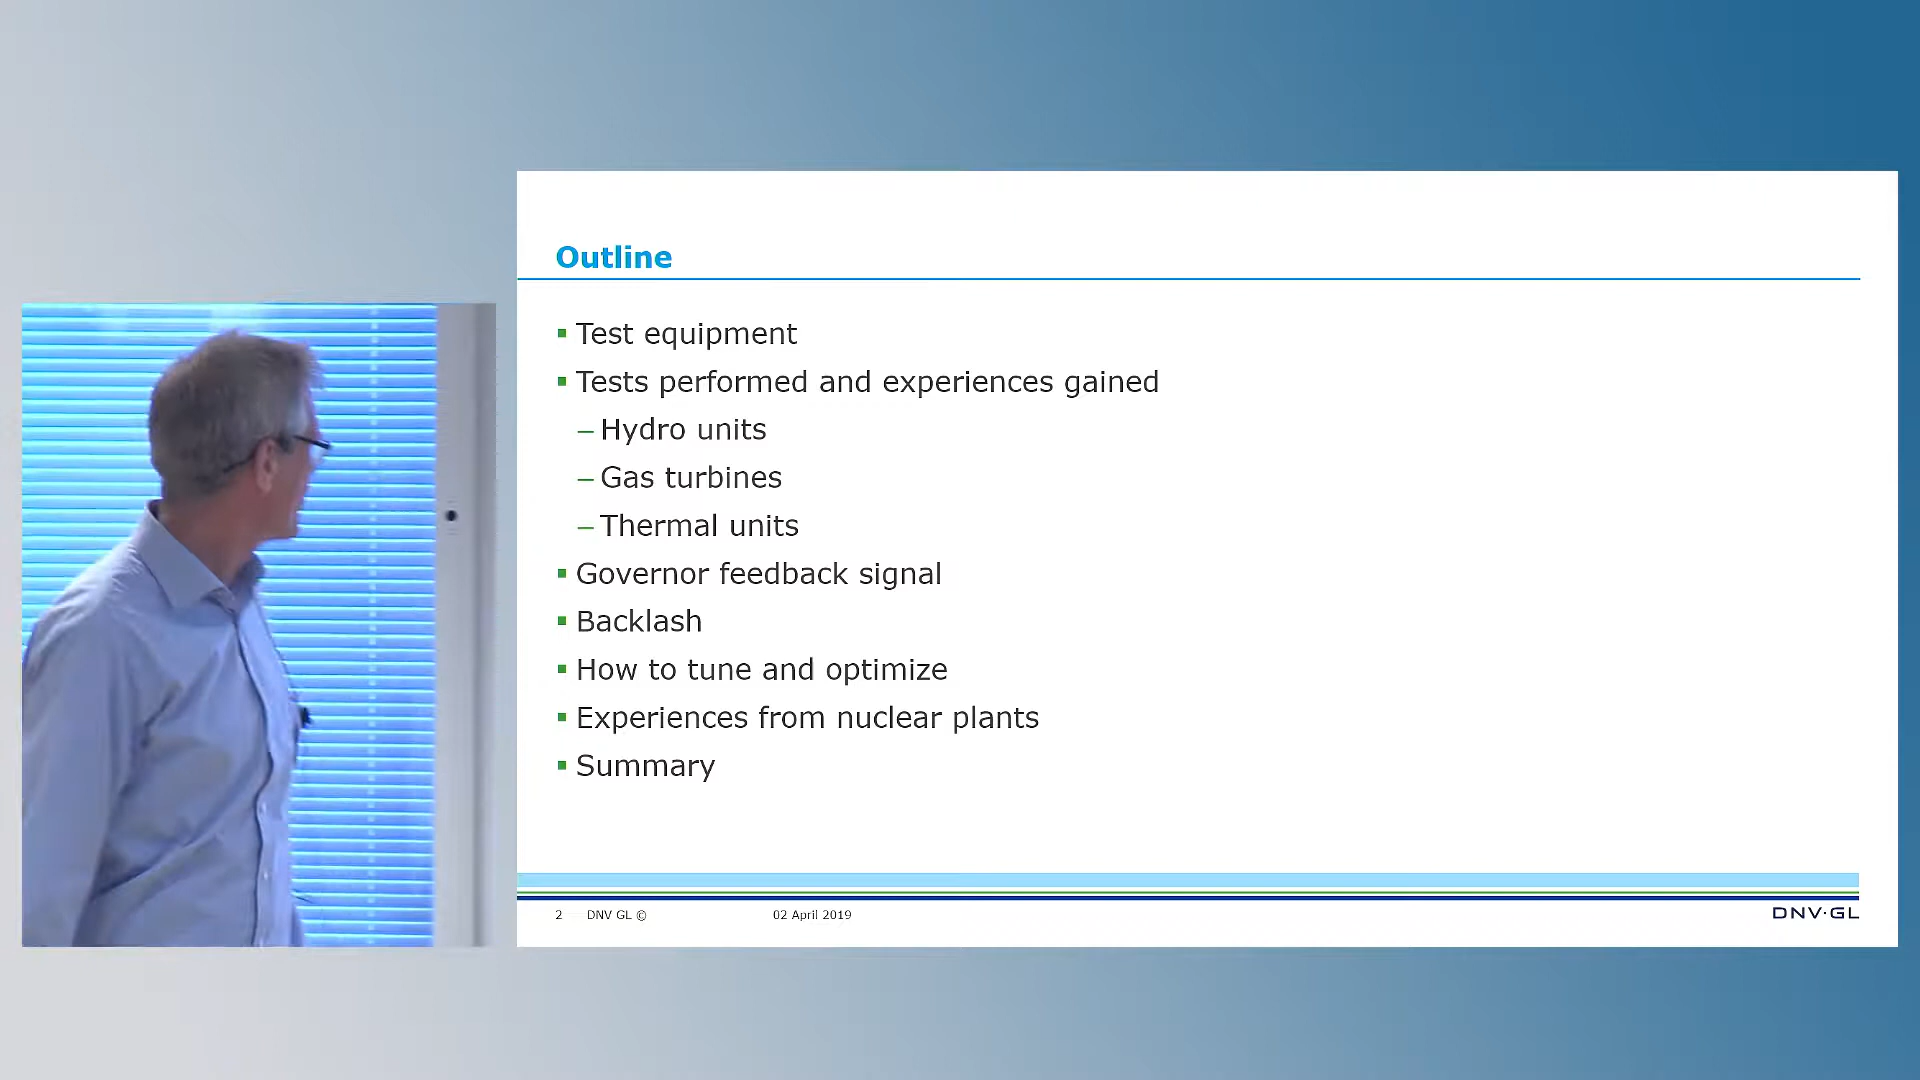 Outline
▪ Test equipment
▪ Tests performed and experiences gained
– Hydro units
– Gas turbines
– Thermal units
▪ Governor feedback signal
▪ Backlash
▪ How to tune and optimize
▪ Experiences from nuclear plants
▪ Summary
2 DNV GL © 02 April 2019 DNV·GL